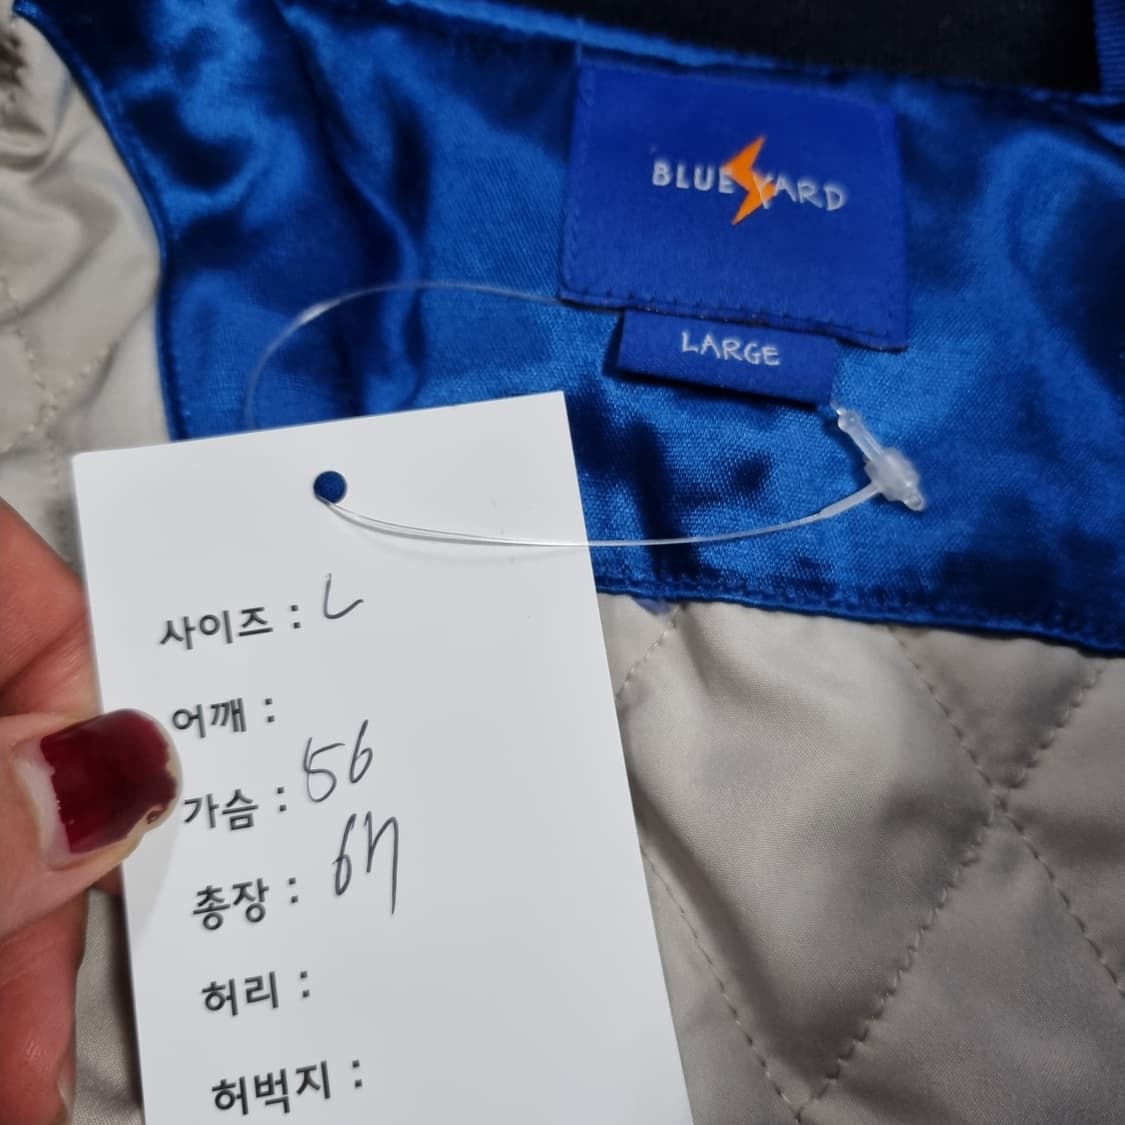 BLUE YARD
LARGE
사이즈 : L
어깨 :
가슴 : 56
총장 : 67
허리 :
허벅지 :